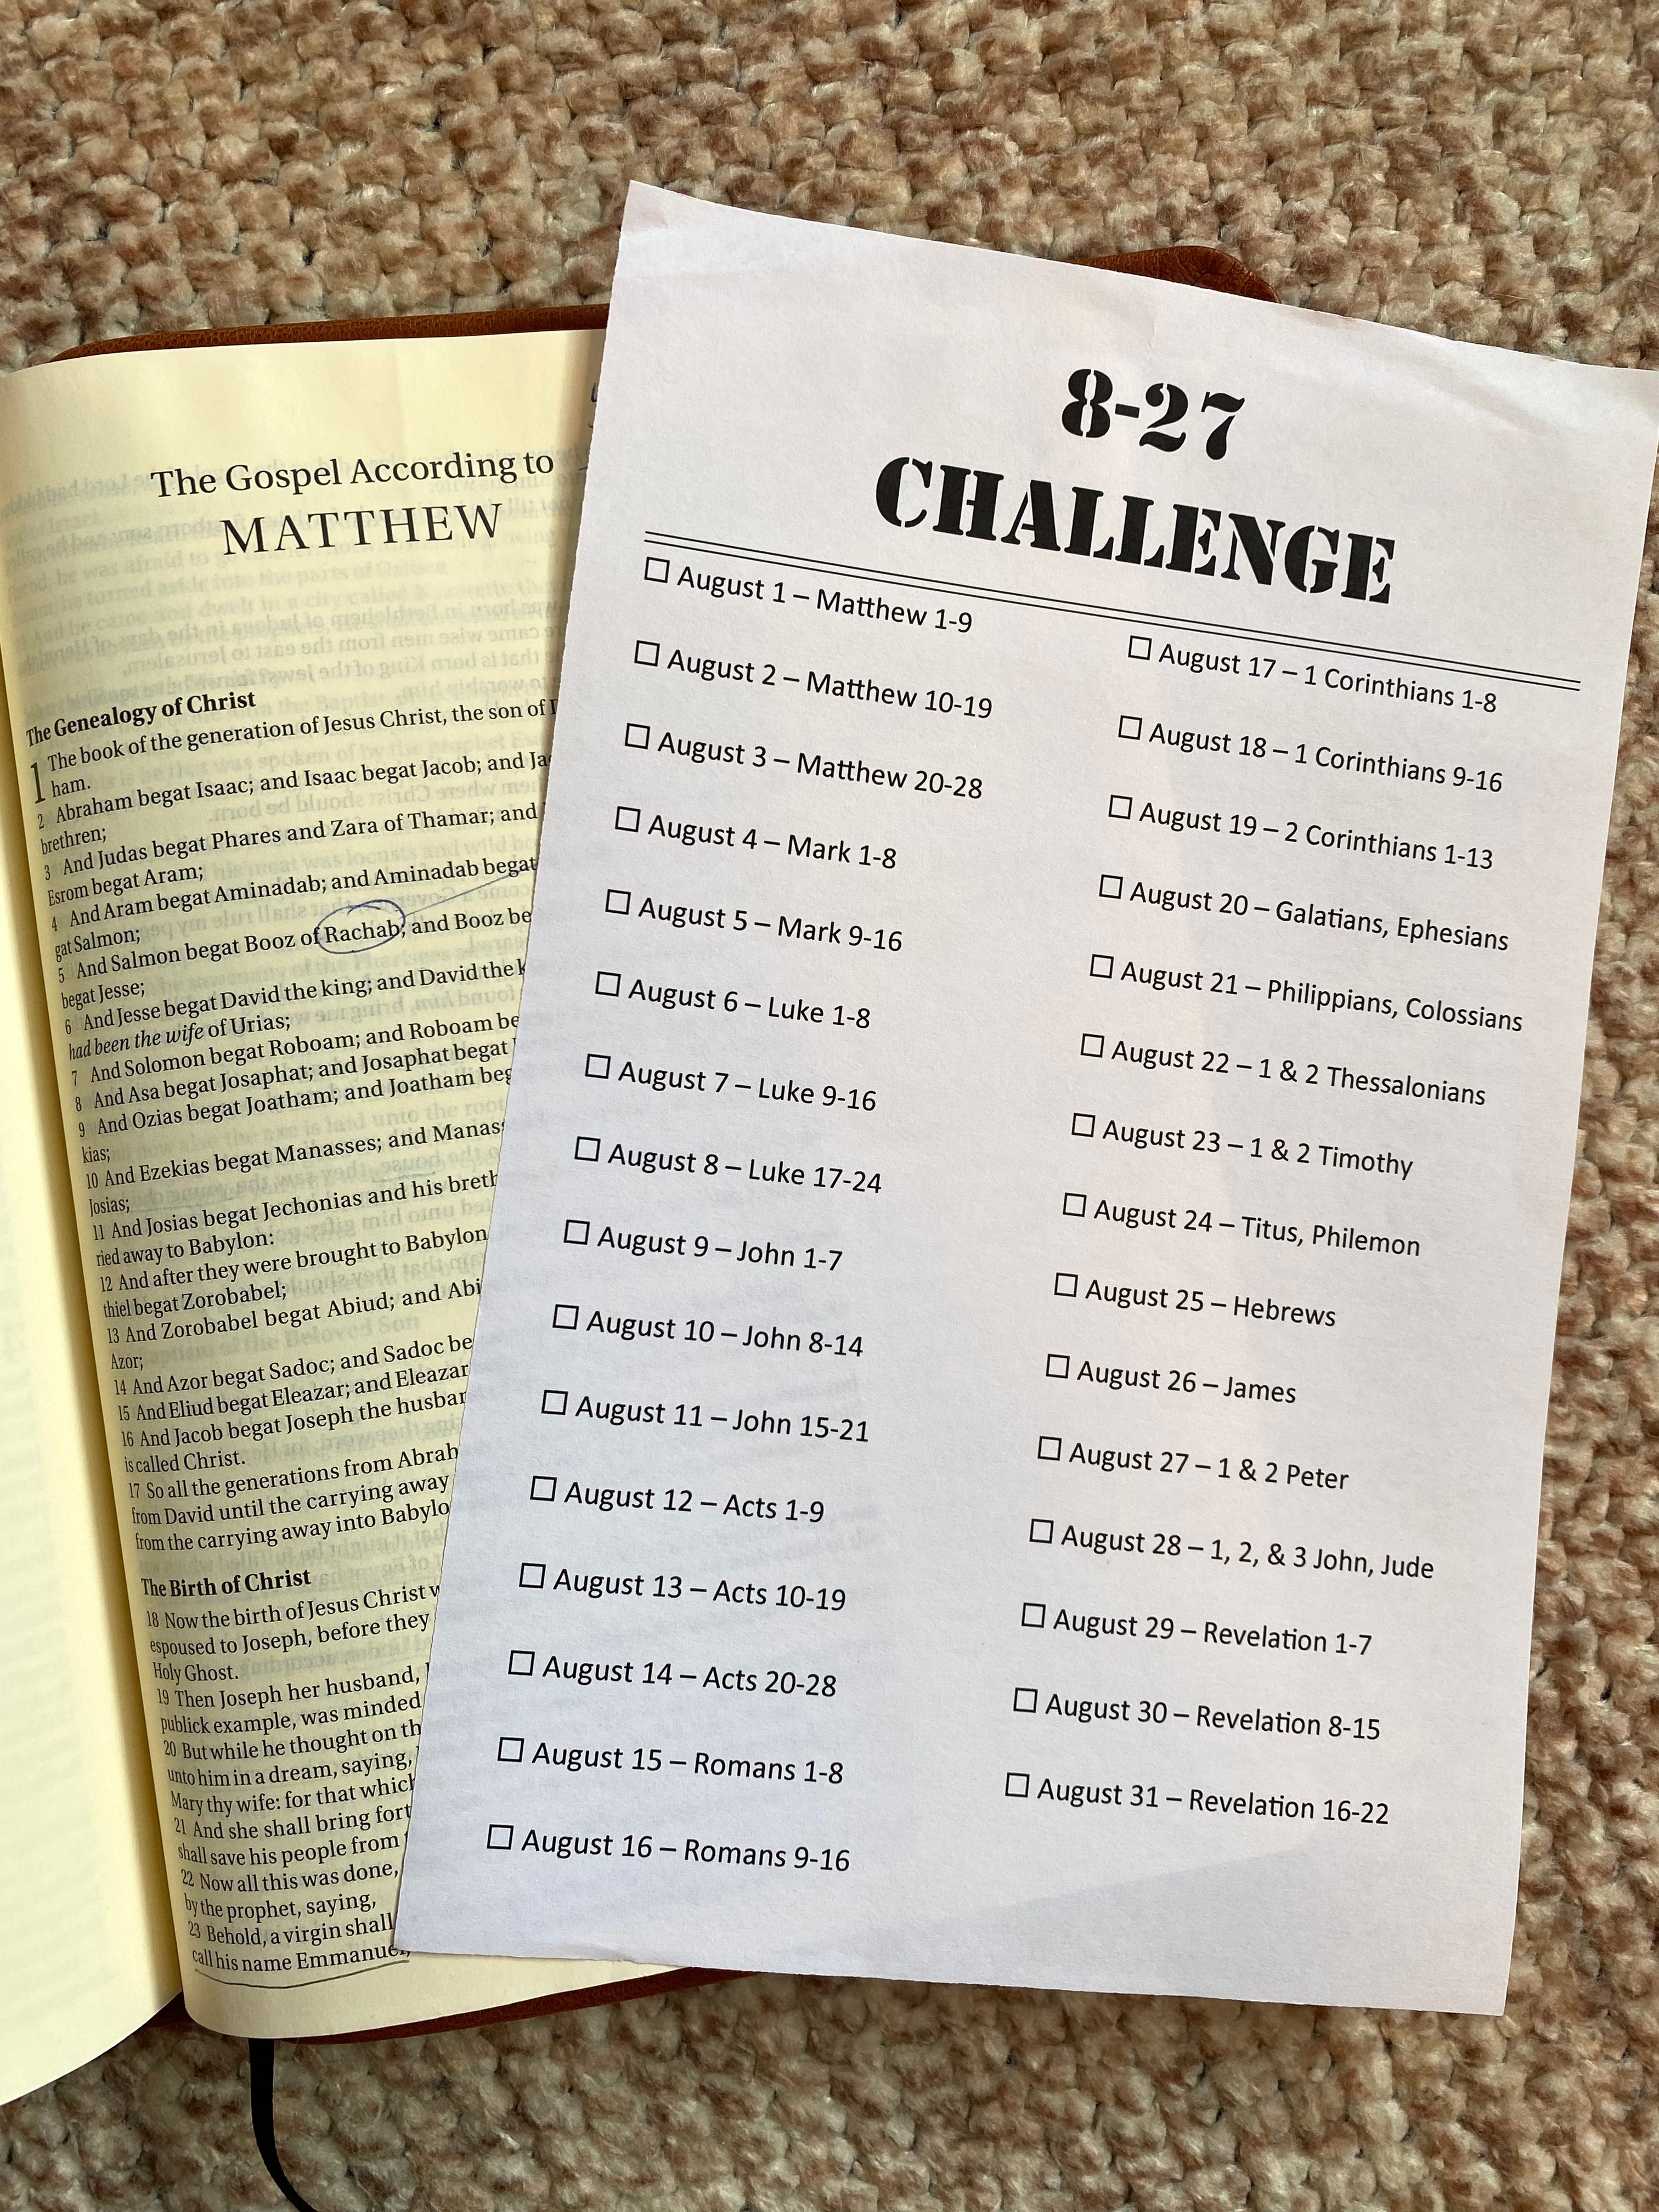 The Gospel According to
MATTHEW
The Genealogy of Christ
1 The book of the generation of Jesus Christ, the son of
ham.
2 Abraham begat Isaac; and Isaac begat Jacob; and
brethren;
3 And Judas begat Phares and Zara of Thamar; and
Esrom begat Aram;
4 And Aram begat Aminadab; and Aminadab begat
gat Salmon;
5 And Salmon begat Booz of Rachab; and Booz be
begat Jesse;
6 And Jesse begat David the king; and David the
had been the wife of Urias;
7 And Solomon begat Roboam; and Roboam be
8 And Asa begat Josaphat; and Josaphat begat
9 And Ozias begat Joatham; and Joatham beg
kias;
10 And Ezekias begat Manasses; and Manass
Josias;
11 And Josias begat Jechonias and his breth
ried away to Babylon:
12 And after they were brought to Babylon
thiel begat Zorobabel;
13 And Zorobabel begat Abiud; and Abi
Azor;
14 And Azor begat Sadoc; and Sadoc be
15 And Eliud begat Eleazar; and Eleazar
16 And Jacob begat Joseph the husba
is called Christ.
17 So all the generations from Abrah
from David until the carrying away
from the carrying away into Babylo
The Birth of Christ
18 Now the birth of Jesus Christ
espoused to Joseph, before they
Holy Ghost.
19 Then Joseph her husband,
publick example, was minded
20 But while he thought on th
unto him in a dream, saying,
Mary thy wife: for that which
21 And she shall bring fort
shall save his people from
22 Now all this was done,
by the prophet, saying,
23 Behold, a virgin shall
call his name Emmanuel,
8-27
CHALLENGE
☐ August 1 – Matthew 1-9
☐ August 2 – Matthew 10-19
☐ August 3 – Matthew 20-28
☐ August 4 – Mark 1-8
☐ August 5 – Mark 9-16
☐ August 6 – Luke 1-8
☐ August 7 – Luke 9-16
☐ August 8 – Luke 17-24
☐ August 9 – John 1-7
☐ August 10 – John 8-14
☐ August 11 – John 15-21
☐ August 12 – Acts 1-9
☐ August 13 – Acts 10-19
☐ August 14 – Acts 20-28
☐ August 15 – Romans 1-8
☐ August 16 – Romans 9-16
☐ August 17 – 1 Corinthians 1-8
☐ August 18 – 1 Corinthians 9-16
☐ August 19 – 2 Corinthians 1-13
☐ August 20 – Galatians, Ephesians
☐ August 21 – Philippians, Colossians
☐ August 22 – 1 & 2 Thessalonians
☐ August 23 – 1 & 2 Timothy
☐ August 24 – Titus, Philemon
☐ August 25 – Hebrews
☐ August 26 – James
☐ August 27 – 1 & 2 Peter
☐ August 28 – 1, 2, & 3 John, Jude
☐ August 29 – Revelation 1-7
☐ August 30 – Revelation 8-15
☐ August 31 – Revelation 16-22